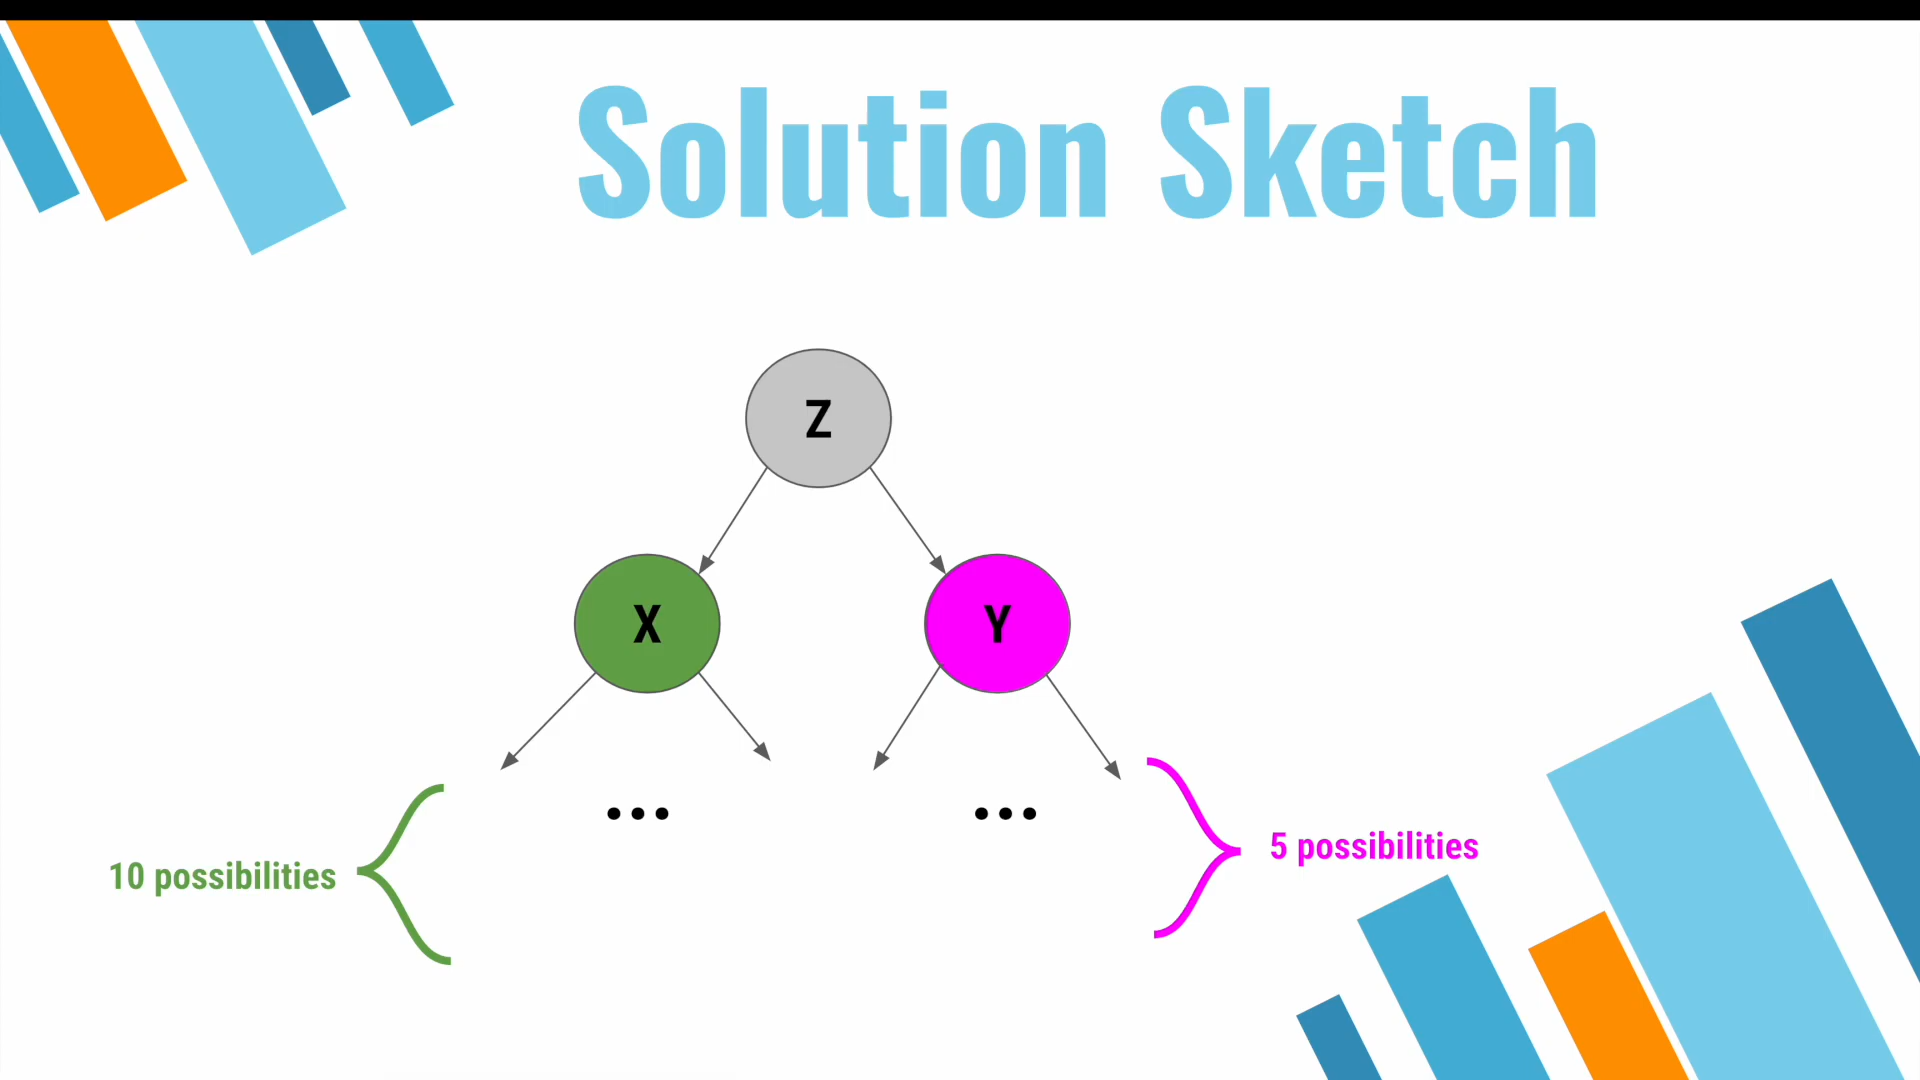 Solution Sketch
Z
X
Y
...
...
10 possibilities
5 possibilities